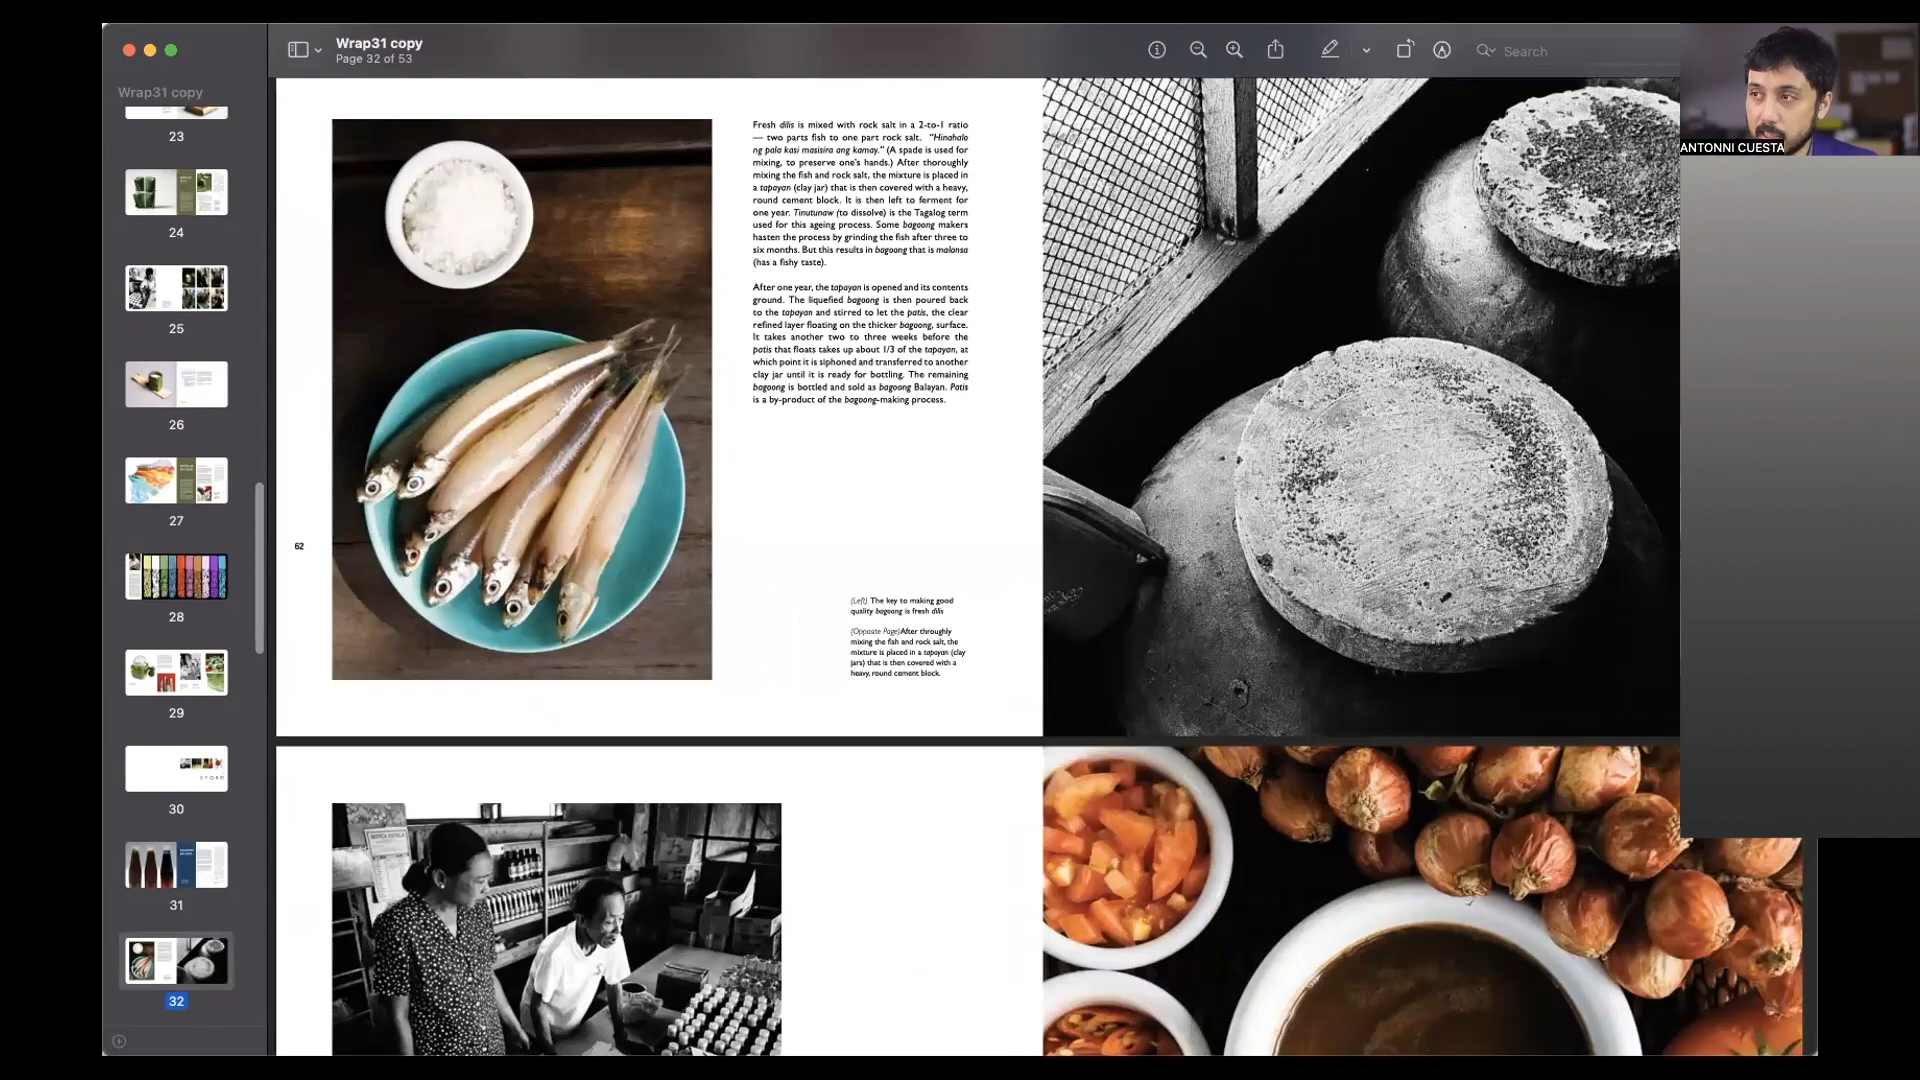 Wrap31 copy
Page 32 of 53
Search
ANTONNI CUESTA
Wrap31 copy
23
24
25
26
27
28
29
30
31
32
Fresh dilis is mixed with rock salt in a 2-to-1 ratio
— two parts fish to one part rock salt. “Hinahalo
ng pala kasi masisira ang kamay.” (A spade is used for
mixing, to preserve one's hands.) After thoroughly
mixing the fish and rock salt, the mixture is placed in
a tapayan (clay jar) that is then covered with a heavy,
round cement block. It is then left to ferment for
one year. Tinutunaw (to dissolve) is the Tagalog term
used for this ageing process. Some bagoong makers
hasten the process by grinding the fish after three to
six months. But this results in bagoong that is malansa
(has a fishy taste).
After one year, the tapayan is opened and its contents
ground. The liquefied bagoong is then poured back
to the tapayan and stirred to let the patis, the clear
refined layer floating on the thicker bagoong, surface.
It takes another two to three weeks before the
patis that floats takes up about 1/3 of the tapayan, at
which point it is siphoned and transferred to another
clay jar until it is ready for bottling. The remaining
bagoong is bottled and sold as bagoong Balayan. Patis
is a by-product of the bagoong-making process.
62
(Left) The key to making good
quality bagoong is fresh dilis
(Opposite Page)After throughly
mixing the fish and rock salt, the
mixture is placed in a tapayan (clay
jars) that is then covered with a
heavy, round cement block.